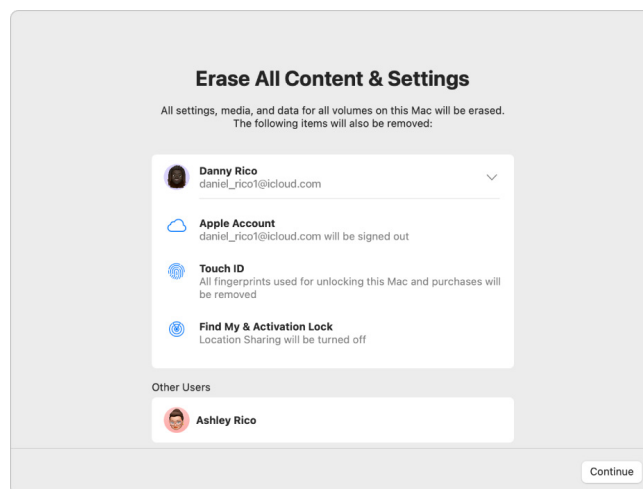 Erase All Content & Settings
All settings, media, and data for all volumes on this Mac will be erased.
The following items will also be removed:
Danny Rico
daniel_rico1@icloud.com
Apple Account
daniel_rico1@icloud.com will be signed out
Touch ID
All fingerprints used for unlocking this Mac and purchases will
be removed
Find My & Activation Lock
Location Sharing will be turned off
Other Users
Ashley Rico
Continue